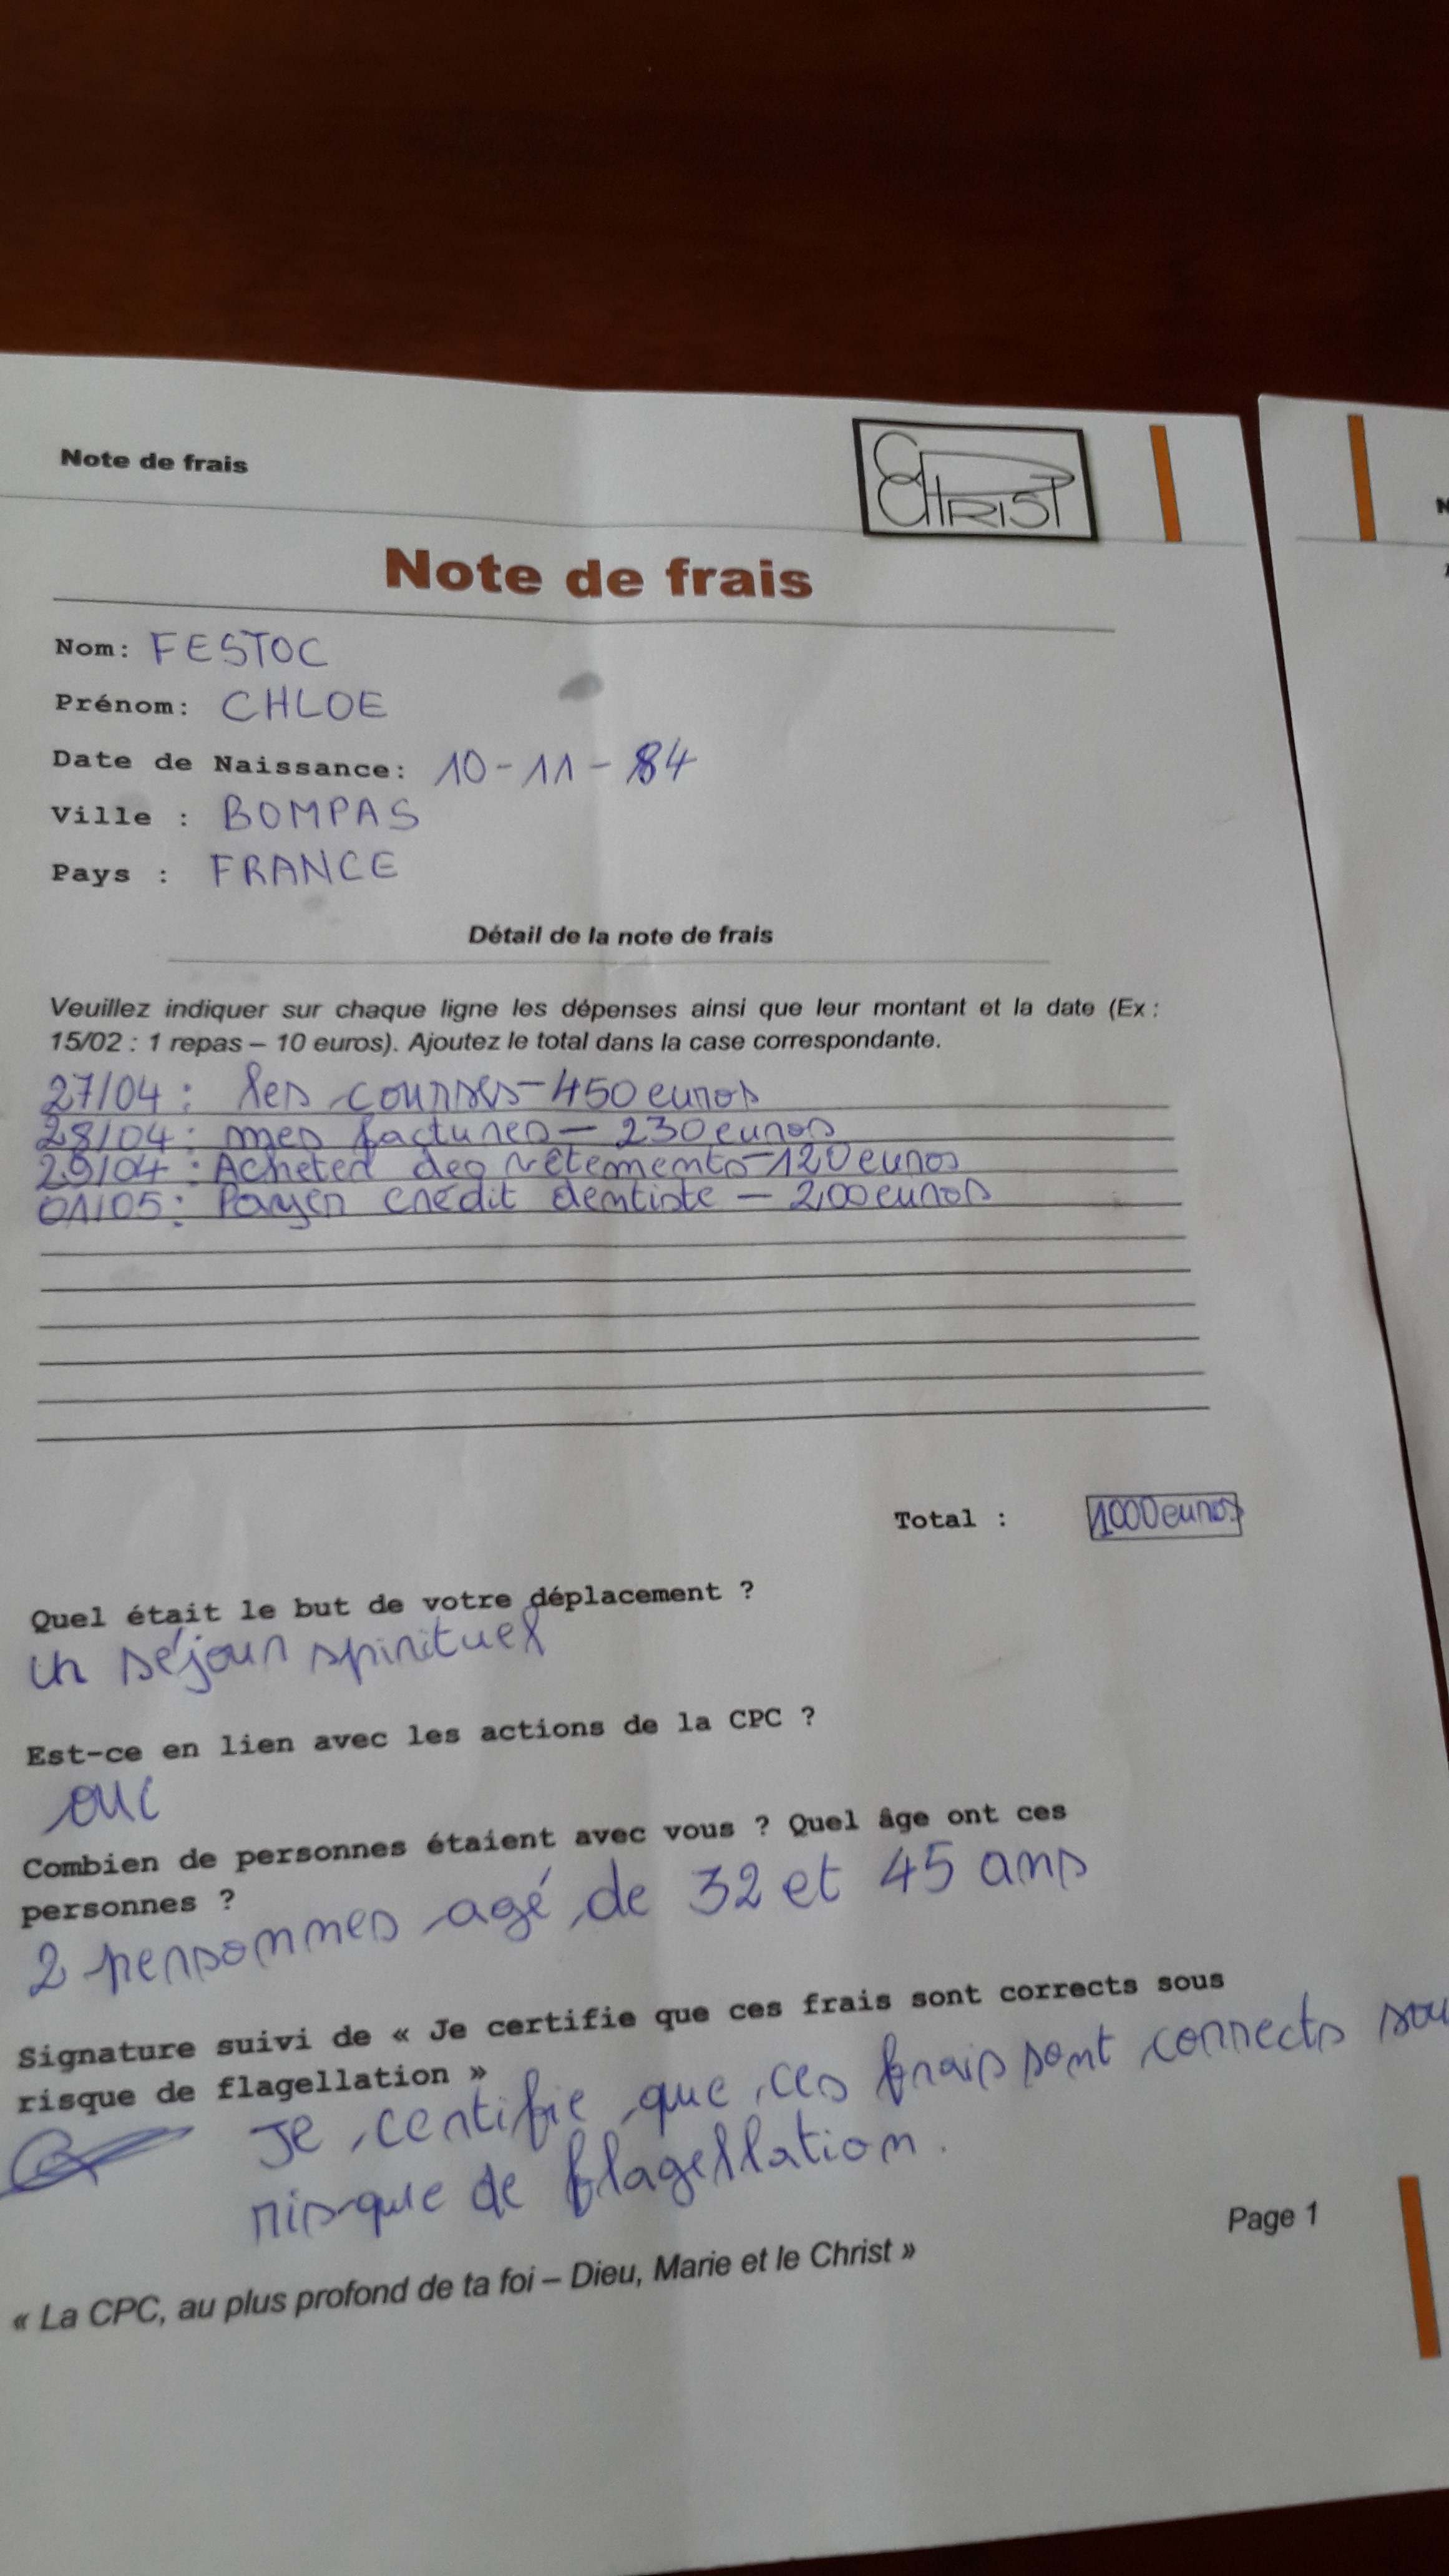 Note de frais
CHRIST
N
Note de frais
Nom: FESTOC
Prénom: CHLOE
Date de Naissance: 10-11-84
Ville : BOMPAS
Pays : FRANCE
Détail de la note de frais
Veuillez indiquer sur chaque ligne les dépenses ainsi que leur montant et la date (Ex :
15/02 : 1 repas – 10 euros). Ajoutez le total dans la case correspondante.
27/04 : les courses - 450 euros
28/04 : mes factures - 230 euros
29/04 : Acheter des vêtements - 120 euros
01/05 : Payer crédit dentiste - 200 euros
Total : 1000 euros
Quel était le but de votre déplacement ?
un séjour spirituel
Est-ce en lien avec les actions de la CPC ?
oui
Combien de personnes étaient avec vous ? Quel âge ont ces
personnes ?
2 personnes agé de 32 et 45 ans
Signature suivi de « Je certifie que ces frais sont corrects sous
risque de flagellation »
Je certifie que ces frais sont corrects sou
risque de flagellation.
Page 1
« La CPC, au plus profond de ta foi – Dieu, Marie et le Christ »